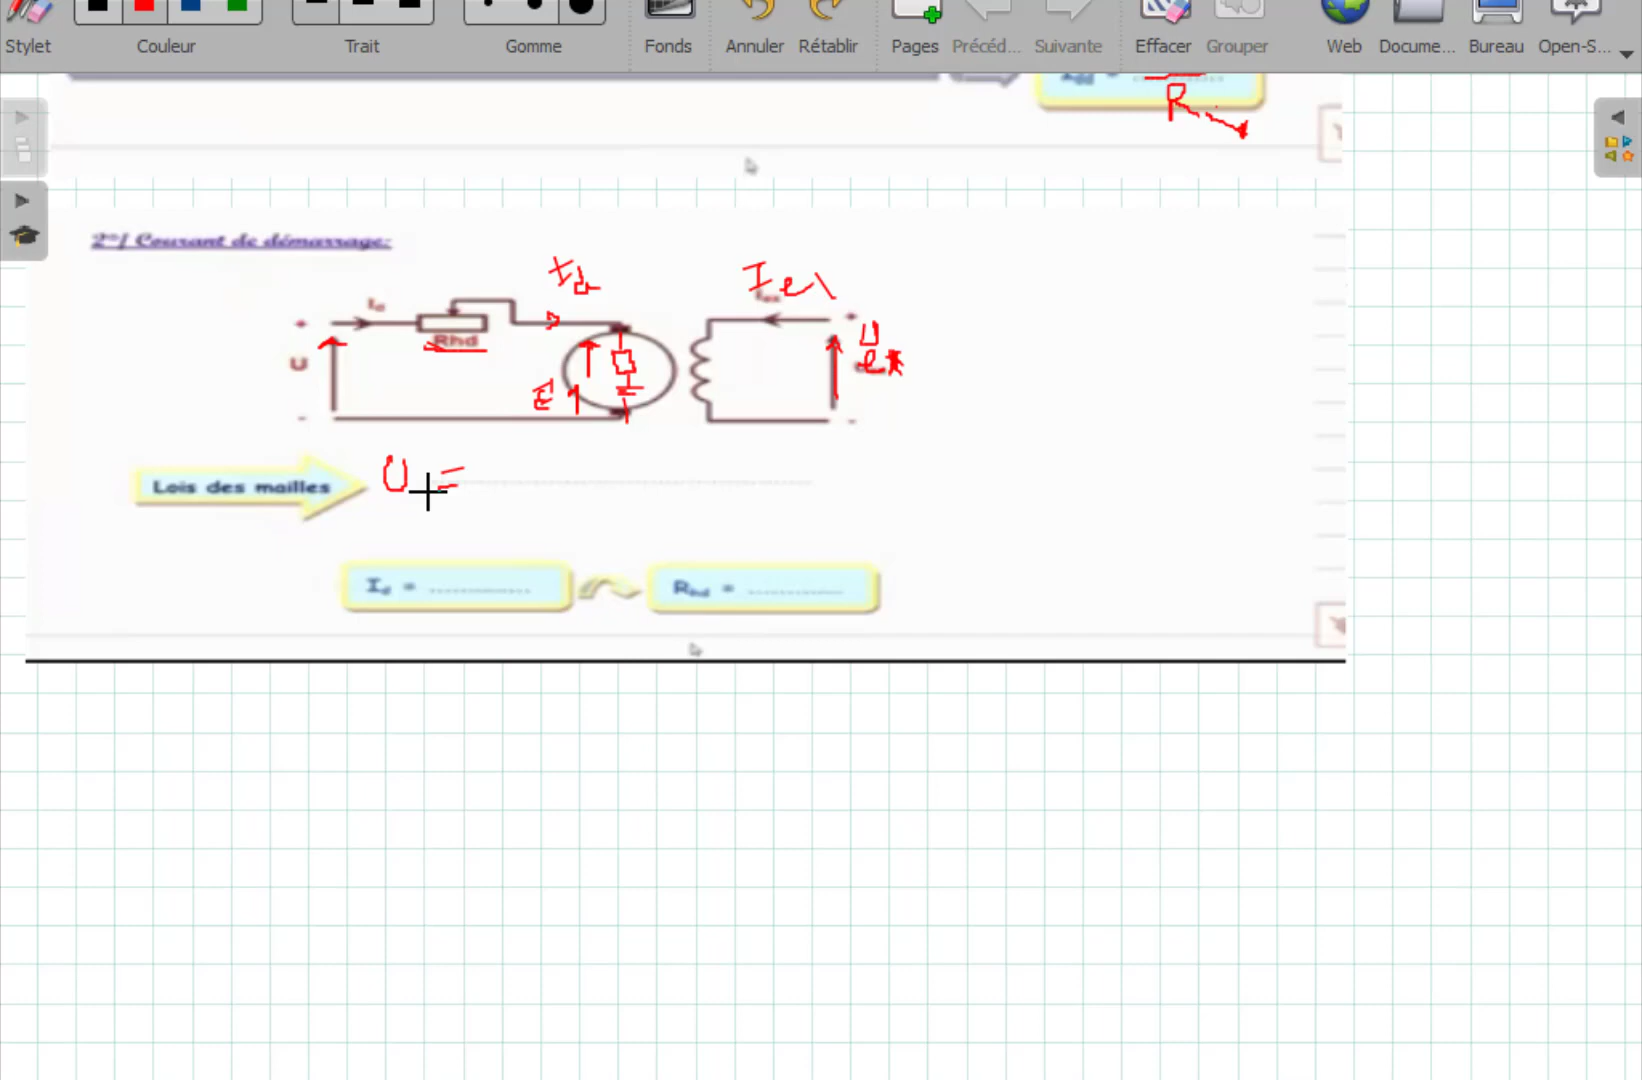 Stylet Couleur Trait Gomme Fonds Annuler Rétablir Pages Précéd... Suivante Effacer Grouper Web Docume... Bureau Open-S...
R
2°/ Courant de démarrage:
Id
I
+ +
Rhd
U
U
E
- -
Lois des mailles U =
Id = ............ Rhd = ............